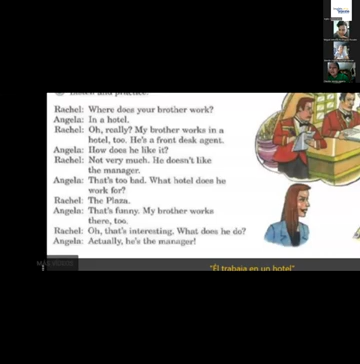 Listen and practice.
Rachel: Where does your brother work?
Angela: In a hotel.
Rachel: Oh, really? My brother works in a
hotel, too. He's a front desk agent.
Angela: How does he like it?
Rachel: Not very much. He doesn't like
the manager.
Angela: That's too bad. What hotel does he
work for?
Rachel: The Plaza.
Angela: That's funny. My brother works
there, too.
Rachel: Oh, that's interesting. What does he do?
Angela: Actually, he's the manager!
"Él trabaja en un hotel"